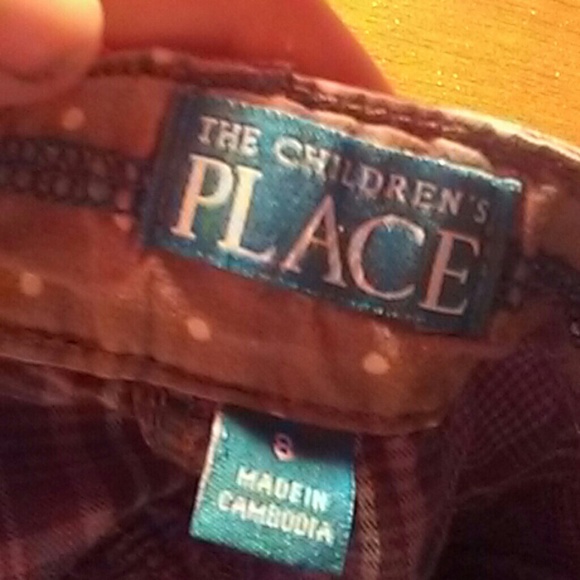 THE CHILDREN'S
PLACE
8
MADE IN
CAMBODIA